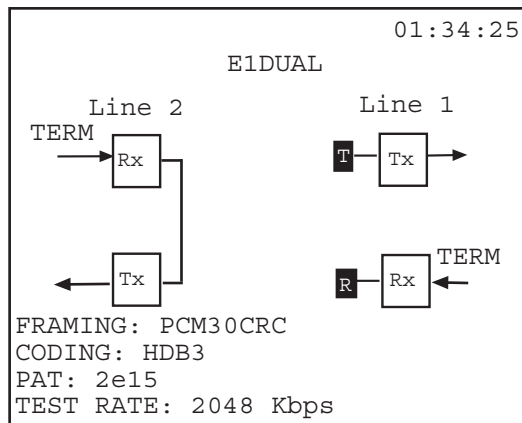 01:34:25
E1DUAL
Line 2 Line 1
TERM
Rx T Tx
TERM
Tx R Rx
FRAMING: PCM30CRC
CODING: HDB3
PAT: 2e15
TEST RATE: 2048 Kbps